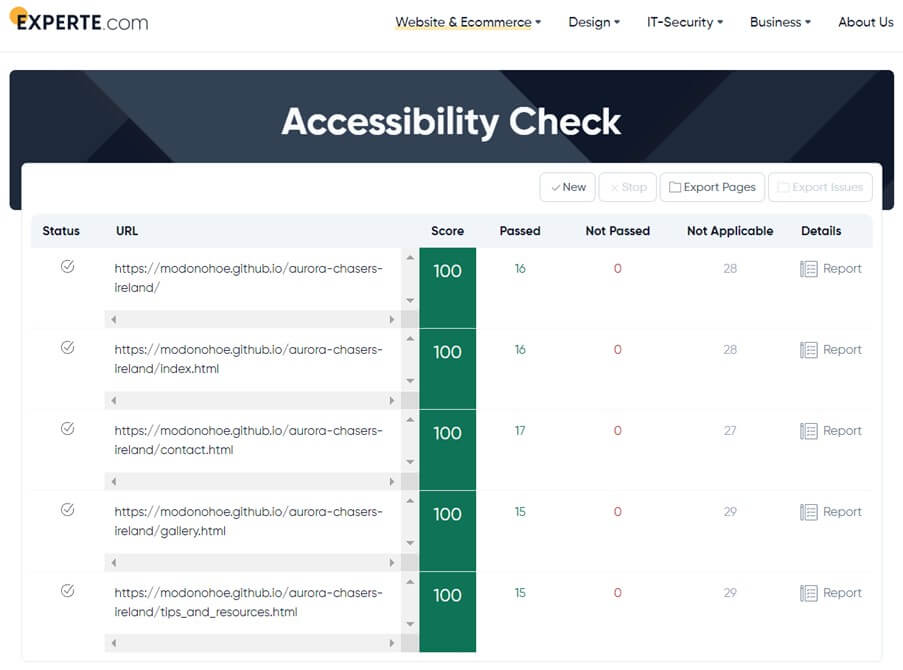 EXPERTE.com
Website & Ecommerce Design IT-Security Business About Us
Accessibility Check
New Stop Export Pages Export Issues
Status URL Score Passed Not Passed Not Applicable Details
https://modonohoe.github.io/aurora-chasers-
ireland/
100 16 0 28 Report
https://modonohoe.github.io/aurora-chasers-
ireland/index.html
100 16 0 28 Report
https://modonohoe.github.io/aurora-chasers-
ireland/contact.html
100 17 0 27 Report
https://modonohoe.github.io/aurora-chasers-
ireland/gallery.html
100 15 0 29 Report
https://modonohoe.github.io/aurora-chasers-
ireland/tips_and_resources.html
100 15 0 29 Report